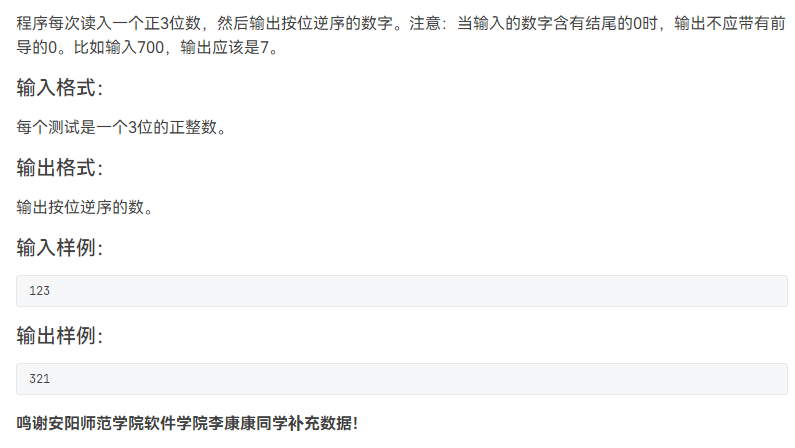 程序每次读入一个正3位数，然后输出按位逆序的数字。注意：当输入的数字含有结尾的0时，输出不应带有前
导的0。比如输入700，输出应该是7。
输入格式：
每个测试是一个3位的正整数。
输出格式：
输出按位逆序的数。
输入样例：
123
输出样例：
321
鸣谢安阳师范学院软件学院李康康同学补充数据！